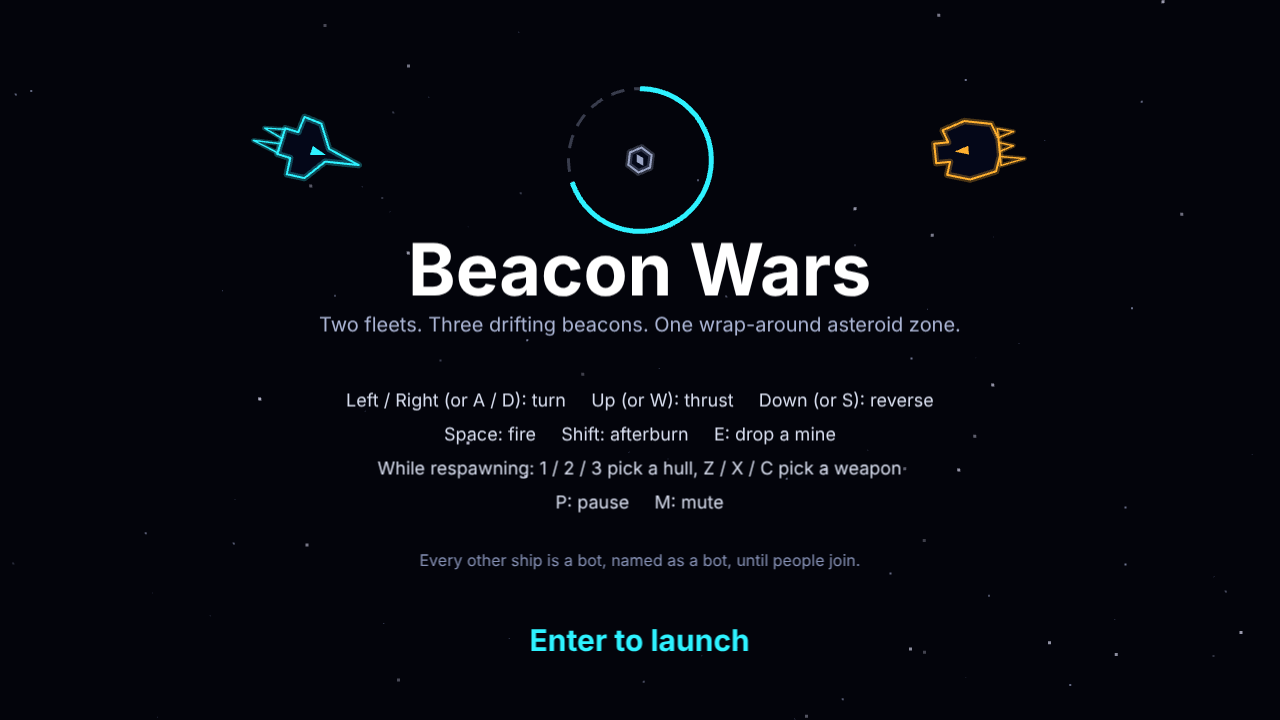 Beacon Wars
Two fleets. Three drifting beacons. One wrap-around asteroid zone.
Left / Right (or A / D): turn Up (or W): thrust Down (or S): reverse
Space: fire Shift: afterburn E: drop a mine
While respawning: 1 / 2 / 3 pick a hull, Z / X / C pick a weapon
P: pause M: mute
Every other ship is a bot, named as a bot, until people join.
Enter to launch